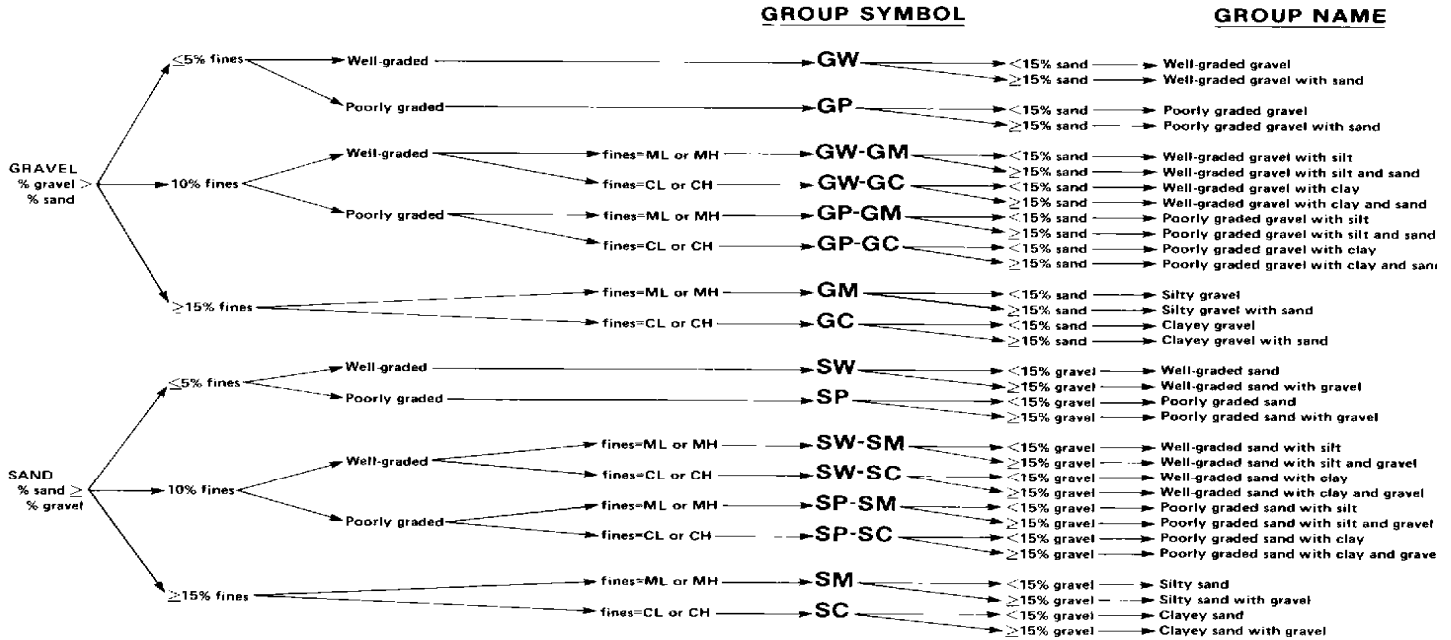 GROUP SYMBOL GROUP NAME
≤5% fines Well-graded GW <15% sand Well-graded gravel
≥15% sand Well-graded gravel with sand
Poorly graded GP <15% sand Poorly graded gravel
≥15% sand Poorly graded gravel with sand
Well-graded fines=ML or MH GW-GM <15% sand Well-graded gravel with silt
≥15% sand Well-graded gravel with silt and sand
GRAVEL
% gravel >
% sand
10% fines fines=CL or CH GW-GC <15% sand Well-graded gravel with clay
≥15% sand Well-graded gravel with clay and sand
Poorly graded fines=ML or MH GP-GM <15% sand Poorly graded gravel with silt
≥15% sand Poorly graded gravel with silt and sand
fines=CL or CH GP-GC <15% sand Poorly graded gravel with clay
≥15% sand Poorly graded gravel with clay and sand
≥15% fines fines=ML or MH GM <15% sand Silty gravel
≥15% sand Silty gravel with sand
fines=CL or CH GC <15% sand Clayey gravel
≥15% sand Clayey gravel with sand
≤5% fines Well-graded SW <15% gravel Well-graded sand
≥15% gravel Well-graded sand with gravel
Poorly graded SP <15% gravel Poorly graded sand
≥15% gravel Poorly graded sand with gravel
Well-graded fines=ML or MH SW-SM <15% gravel Well-graded sand with silt
≥15% gravel Well-graded sand with silt and gravel
SAND
% sand ≥
% gravel
10% fines fines=CL or CH SW-SC <15% gravel Well-graded sand with clay
≥15% gravel Well-graded sand with clay and gravel
Poorly graded fines=ML or MH SP-SM <15% gravel Poorly graded sand with silt
≥15% gravel Poorly graded sand with silt and gravel
fines=CL or CH SP-SC <15% gravel Poorly graded sand with clay
≥15% gravel Poorly graded sand with clay and grave
≥15% fines fines=ML or MH SM <15% gravel Silty sand
≥15% gravel Silty sand with gravel
fines=CL or CH SC <15% gravel Clayey sand
≥15% gravel Clayey sand with gravel